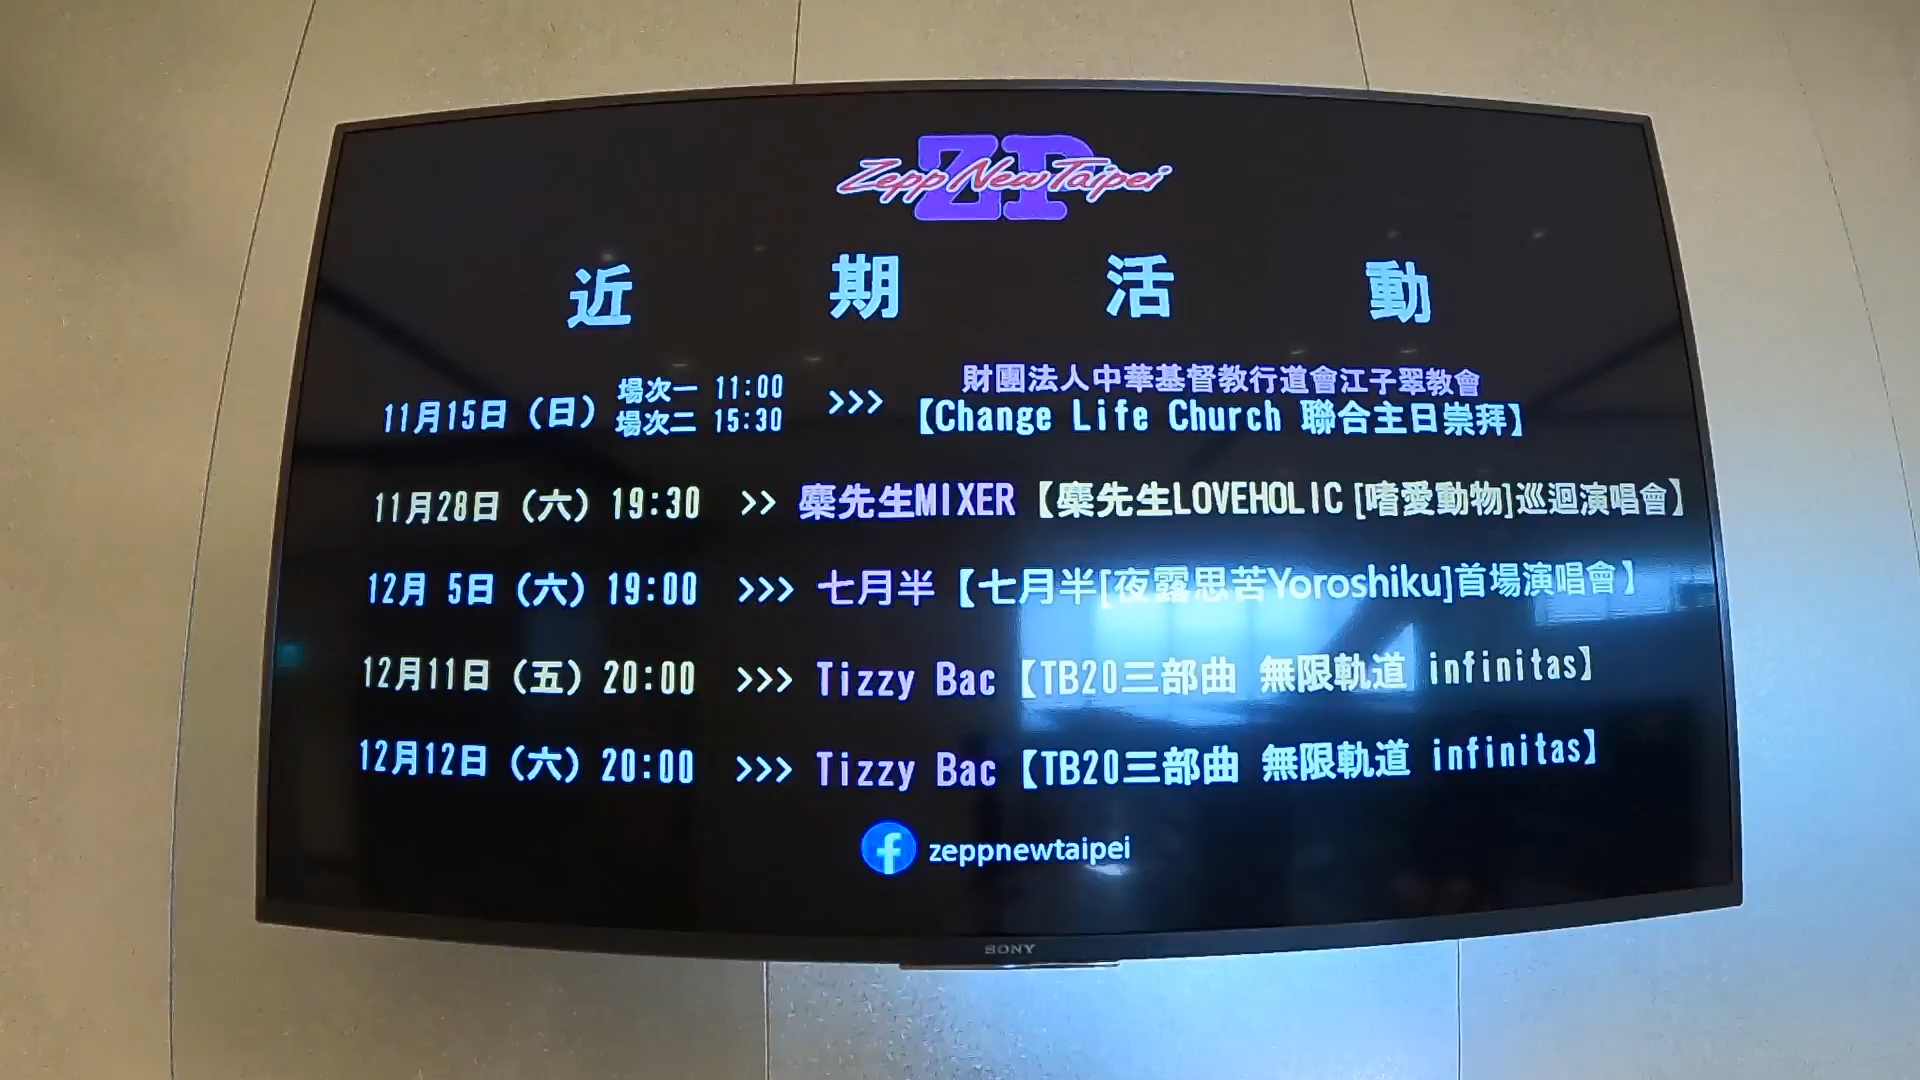 ZP
Zepp New Taipei
近期活動
11月15日（日） 場次一 11:00 >>> 財團法人中華基督教行道會江子翠教會
場次二 15:30 【Change Life Church 聯合主日崇拜】
11月28日（六）19:30 >> 麋先生MIXER【麋先生LOVEHOLIC [嗜愛動物]巡迴演唱會】
12月 5日（六）19:00 >>> 七月半【七月半[夜露思苦Yoroshiku]首場演唱會】
12月11日（五）20:00 >>> Tizzy Bac【TB20三部曲 無限軌道 infinitas】
12月12日（六）20:00 >>> Tizzy Bac【TB20三部曲 無限軌道 infinitas】
f zeppnewtaipei
SONY